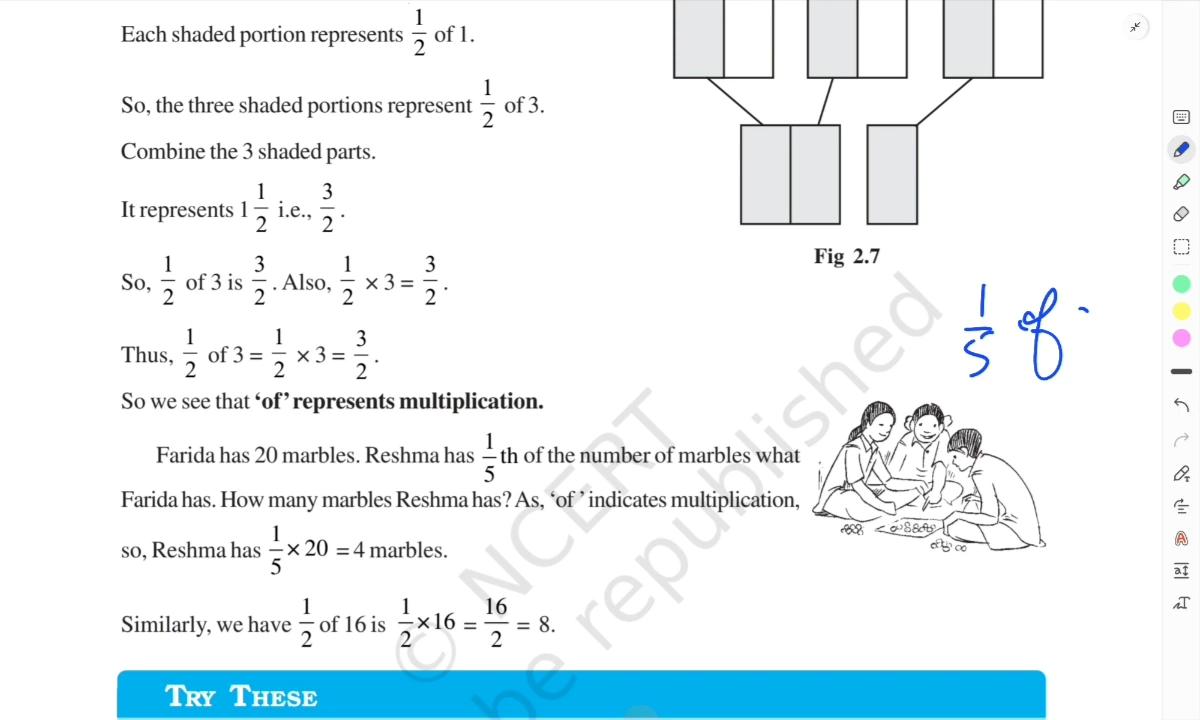 Each shaded portion represents 1/2 of 1.
So, the three shaded portions represent 1/2 of 3.
Combine the 3 shaded parts.
It represents 1 1/2 i.e., 3/2.
So, 1/2 of 3 is 3/2. Also, 1/2 × 3 = 3/2.
Thus, 1/2 of 3 = 1/2 × 3 = 3/2.
So we see that ‘of’ represents multiplication.
Farida has 20 marbles. Reshma has 1/5 th of the number of marbles what
Farida has. How many marbles Reshma has? As, ‘of’ indicates multiplication,
so, Reshma has 1/5 × 20 = 4 marbles.
Similarly, we have 1/2 of 16 is 1/2 × 16 = 16/2 = 8.
TRY THESE
Fig 2.7
1/5 of
© NCERT
be republished